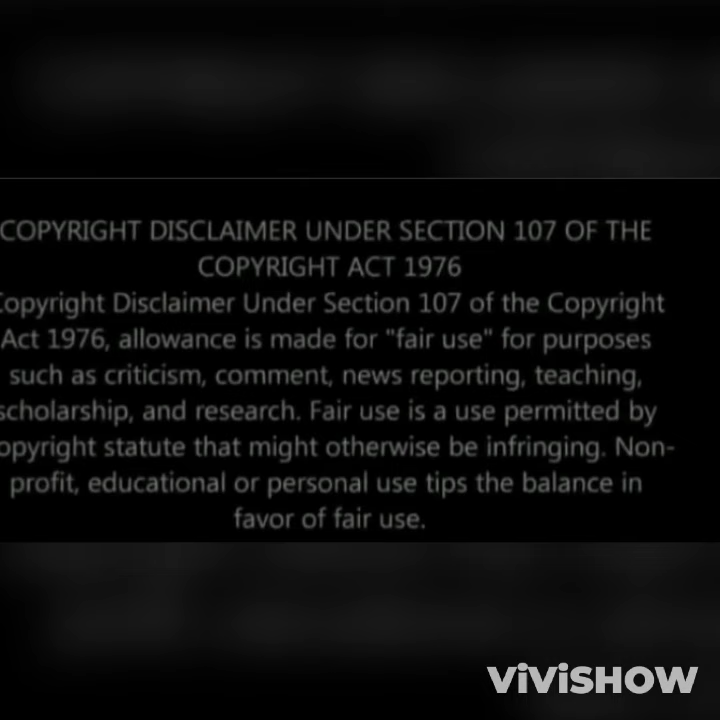 COPYRIGHT DISCLAIMER UNDER SECTION 107 OF THE
COPYRIGHT ACT 1976
Copyright Disclaimer Under Section 107 of the Copyright
Act 1976, allowance is made for "fair use" for purposes
such as criticism, comment, news reporting, teaching,
scholarship, and research. Fair use is a use permitted by
copyright statute that might otherwise be infringing. Non-
profit, educational or personal use tips the balance in
favor of fair use.
ViViSHOW